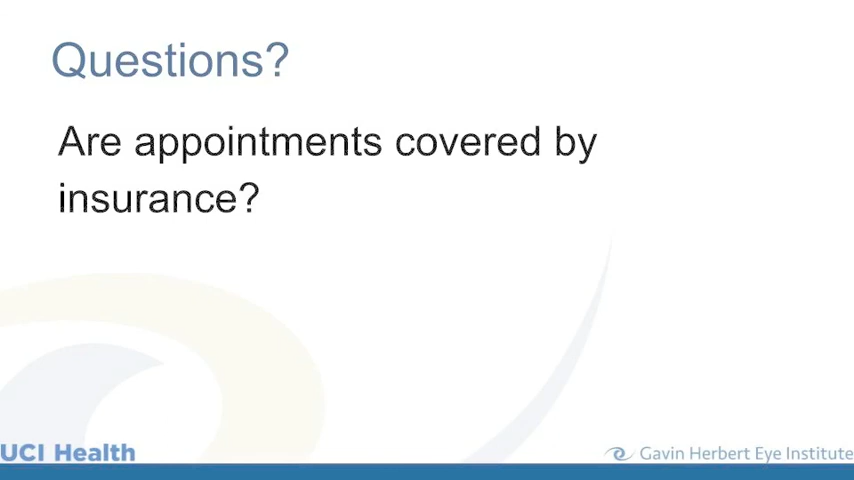 Questions?
Are appointments covered by
insurance?
UCI Health
Gavin Herbert Eye Institute